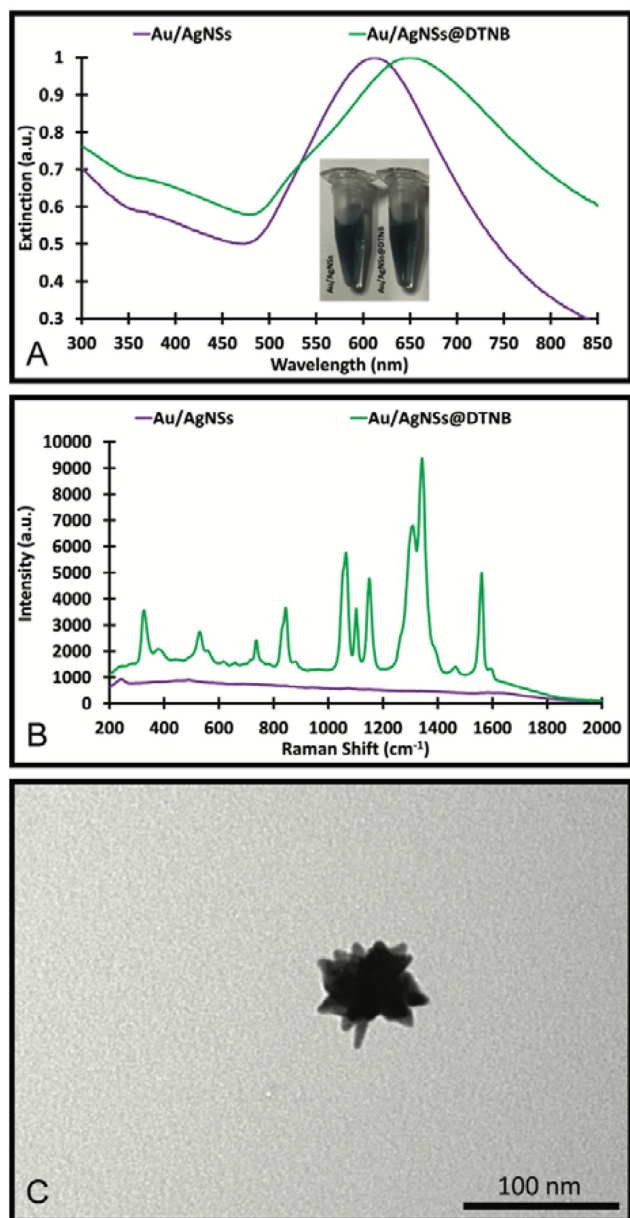 Au/AgNSs Au/AgNSs@DTNB
1
0.9
0.8
0.7
0.6
0.5
0.4
0.3
Extinction (a.u.)
Au/AgNSs
Au/AgNSs@DTNB
300 350 400 450 500 550 600 650 700 750 800 850
Wavelength (nm)
A
Au/AgNSs Au/AgNSs@DTNB
10000
9000
8000
7000
6000
5000
4000
3000
2000
1000
0
Intensity (a.u.)
200 400 600 800 1000 1200 1400 1600 1800 2000
Raman Shift (cm⁻¹)
B
C
100 nm